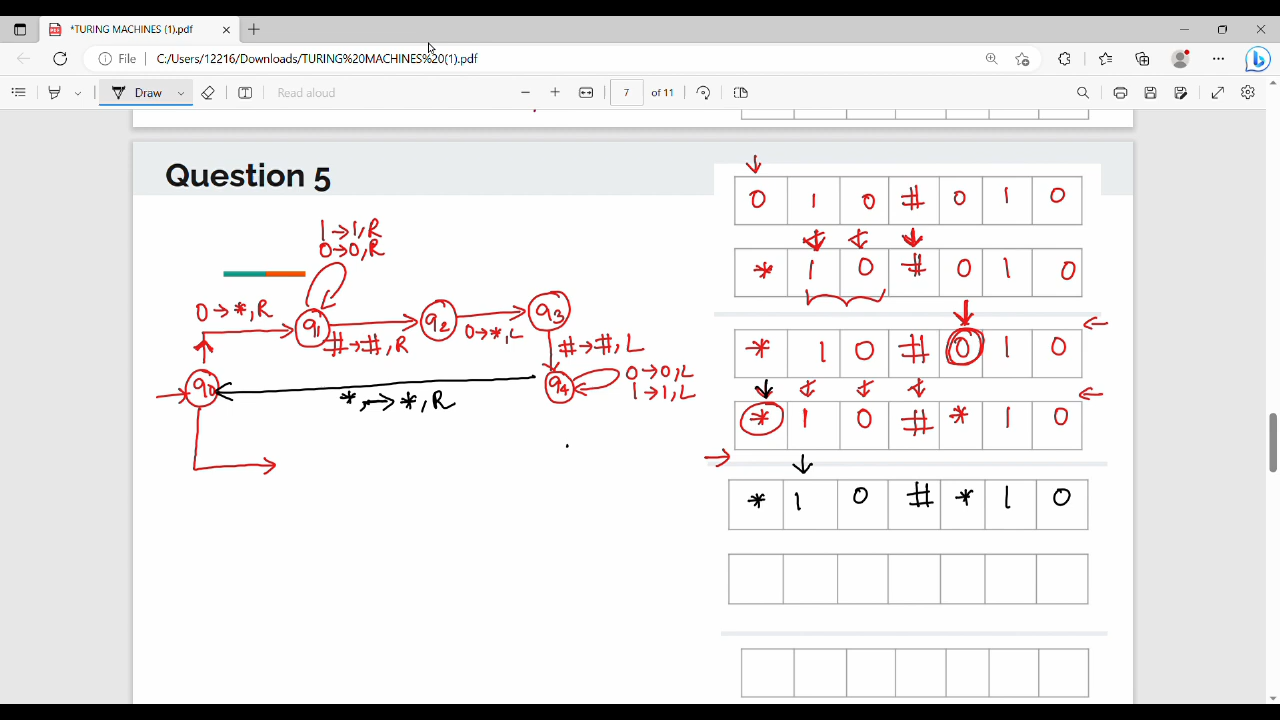 *TURING MACHINES (1).pdf
File C:/Users/12216/Downloads/TURING%20MACHINES%20(1).pdf
Draw Read aloud 7 of 11
Question 5
1→1,R
0→0,R
0→*,R
q1
#→#,R
q2
0→*,L
q3
#→#,L
q0
q4
0→0,L
1→1,L
*→*,R
0 1 0 # 0 1 0
* 1 0 # 0 1 0
* 1 0 # 0 1 0
* 1 0 # * 1 0
* 1 0 # * 1 0